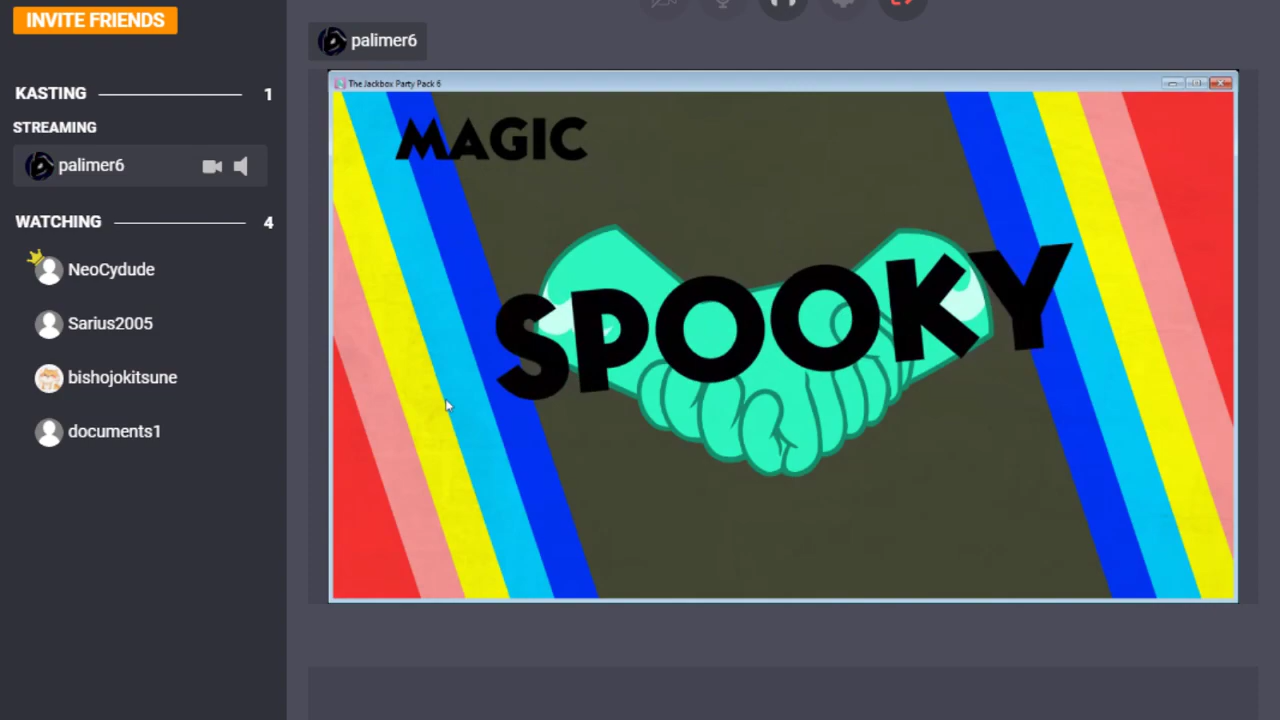 INVITE FRIENDS
KASTING 1
STREAMING
palimer6
WATCHING 4
NeoCydude
Sarius2005
bishojokitsune
documents1
palimer6
The Jackbox Party Pack 6
MAGIC
SPOOKY